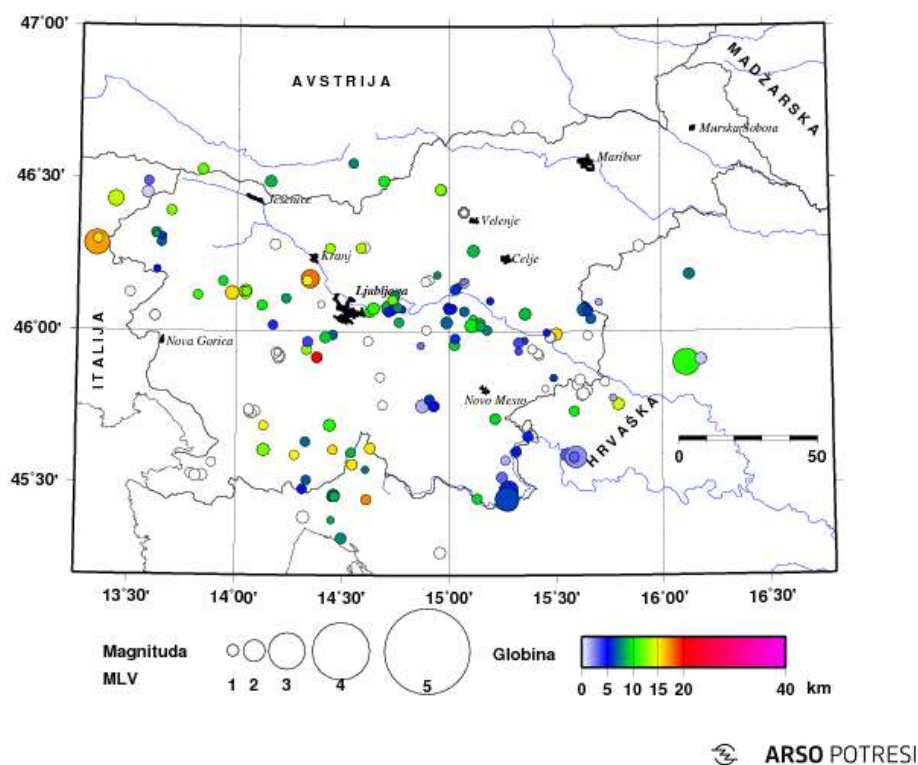 47°00'
46°30'
46°00'
45°30'
AVSTRIJA
MADŽARSKA
ITALIJA
HRVAŠKA
Murska Sobota
Maribor
Jesenice
Velenje
Kranj
Celje
Ljubljana
Nova Gorica
Novo Mesto
0 50
13°30' 14°00' 14°30' 15°00' 15°30' 16°00' 16°30'
Magnituda
MLV
1 2 3 4 5
Globina
0 5 10 15 20 40 km
ARSO POTRESI